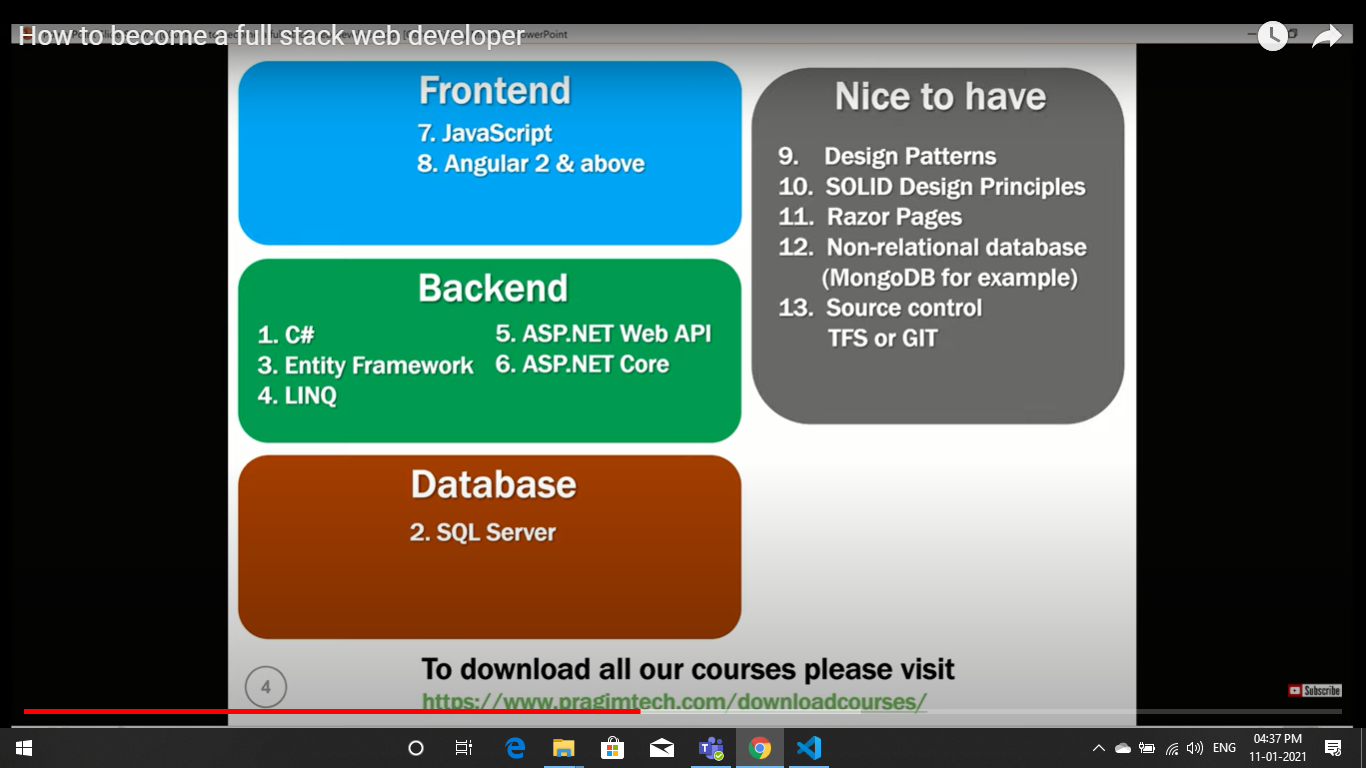 How to become a full stack web developer
PowerPoint
Frontend
7. JavaScript
8. Angular 2 & above
Backend
1. C#
3. Entity Framework
4. LINQ
5. ASP.NET Web API
6. ASP.NET Core
Database
2. SQL Server
Nice to have
9. Design Patterns
10. SOLID Design Principles
11. Razor Pages
12. Non-relational database
(MongoDB for example)
13. Source control
TFS or GIT
To download all our courses please visit
https://www.pragimtech.com/downloadcourses/
4
Subscribe
ENG
04:37 PM
11-01-2021